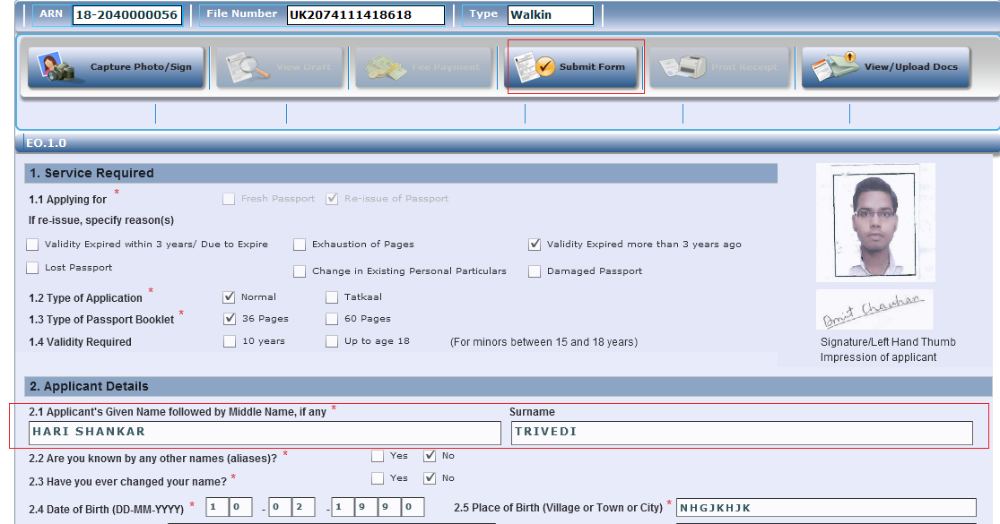 ARN 18-2040000056 File Number UK2074111418618 Type Walkin
Capture Photo/Sign View Draft Fee Payment Submit Form Print Receipt View/Upload Docs
EO.1.0
1. Service Required
1.1 Applying for * Fresh Passport Re-issue of Passport
If re-issue, specify reason(s)
Validity Expired within 3 years/ Due to Expire Exhaustion of Pages Validity Expired more than 3 years ago
Lost Passport Change in Existing Personal Particulars Damaged Passport
1.2 Type of Application * Normal Tatkaal
1.3 Type of Passport Booklet * 36 Pages 60 Pages
1.4 Validity Required 10 years Up to age 18 (For minors between 15 and 18 years)
Amit Chauhan
Signature/Left Hand Thumb
Impression of applicant
2. Applicant Details
2.1 Applicant's Given Name followed by Middle Name, if any * Surname
HARI SHANKAR TRIVEDI
2.2 Are you known by any other names (aliases)? * Yes No
2.3 Have you ever changed your name? * Yes No
2.4 Date of Birth (DD-MM-YYYY) * 1 0 - 0 2 - 1 9 9 0 2.5 Place of Birth (Village or Town or City) * NHGJKHJK